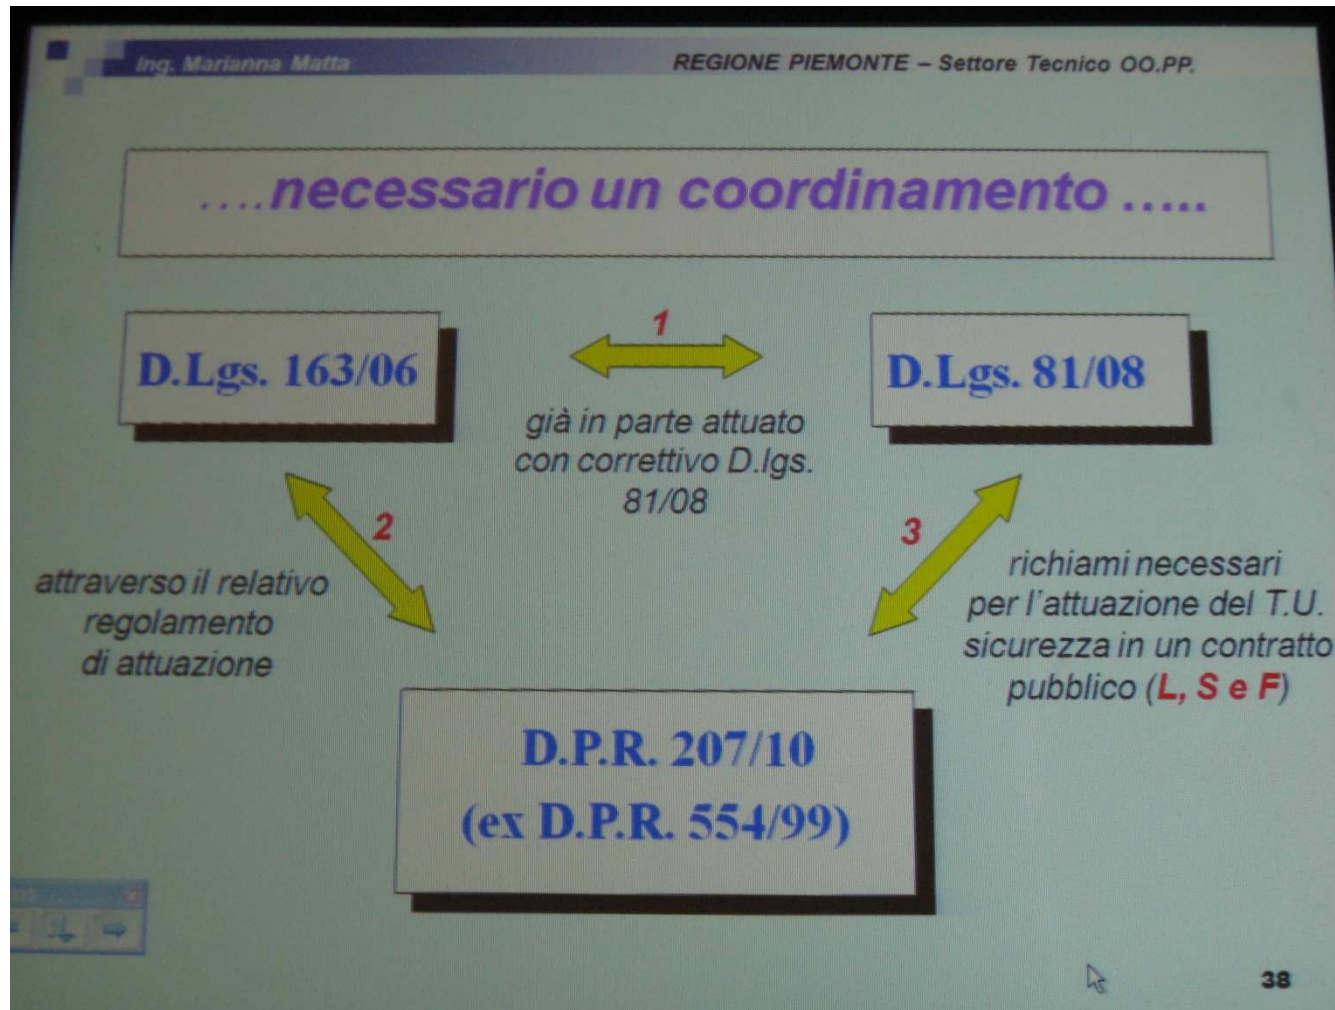 Ing. Marianna Matta
REGIONE PIEMONTE – Settore Tecnico OO.PP.
....necessario un coordinamento .....
D.Lgs. 163/06
1
D.Lgs. 81/08
già in parte attuato
con correttivo D.lgs.
81/08
2
attraverso il relativo
regolamento
di attuazione
3
richiami necessari
per l'attuazione del T.U.
sicurezza in un contratto
pubblico (L, S e F)
D.P.R. 207/10
(ex D.P.R. 554/99)
38